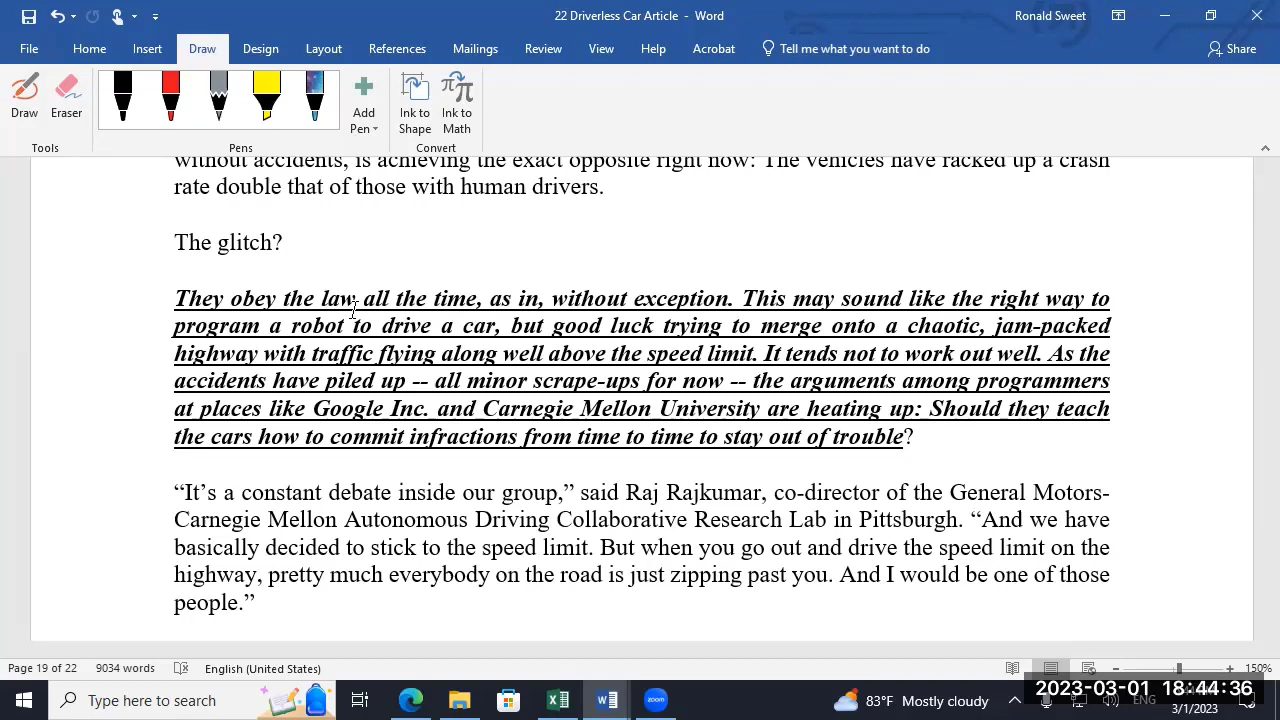 22 Driverless Car Article - Word
Ronald Sweet
File Home Insert Draw Design Layout References Mailings Review View Help Acrobat Tell me what you want to do Share
Draw Eraser Add Pen Ink to Shape Ink to Math
Tools Pens Convert
without accidents, is achieving the exact opposite right now: The vehicles have racked up a crash
rate double that of those with human drivers.
The glitch?
They obey the law all the time, as in, without exception. This may sound like the right way to
program a robot to drive a car, but good luck trying to merge onto a chaotic, jam-packed
highway with traffic flying along well above the speed limit. It tends not to work out well. As the
accidents have piled up -- all minor scrape-ups for now -- the arguments among programmers
at places like Google Inc. and Carnegie Mellon University are heating up: Should they teach
the cars how to commit infractions from time to time to stay out of trouble?
“It’s a constant debate inside our group,” said Raj Rajkumar, co-director of the General Motors-
Carnegie Mellon Autonomous Driving Collaborative Research Lab in Pittsburgh. “And we have
basically decided to stick to the speed limit. But when you go out and drive the speed limit on the
highway, pretty much everybody on the road is just zipping past you. And I would be one of those
people.”
Page 19 of 22 9034 words English (United States) 150%
Type here to search zoom 83°F Mostly cloudy ENG
2023-03-01 18:44:36
3/1/2023